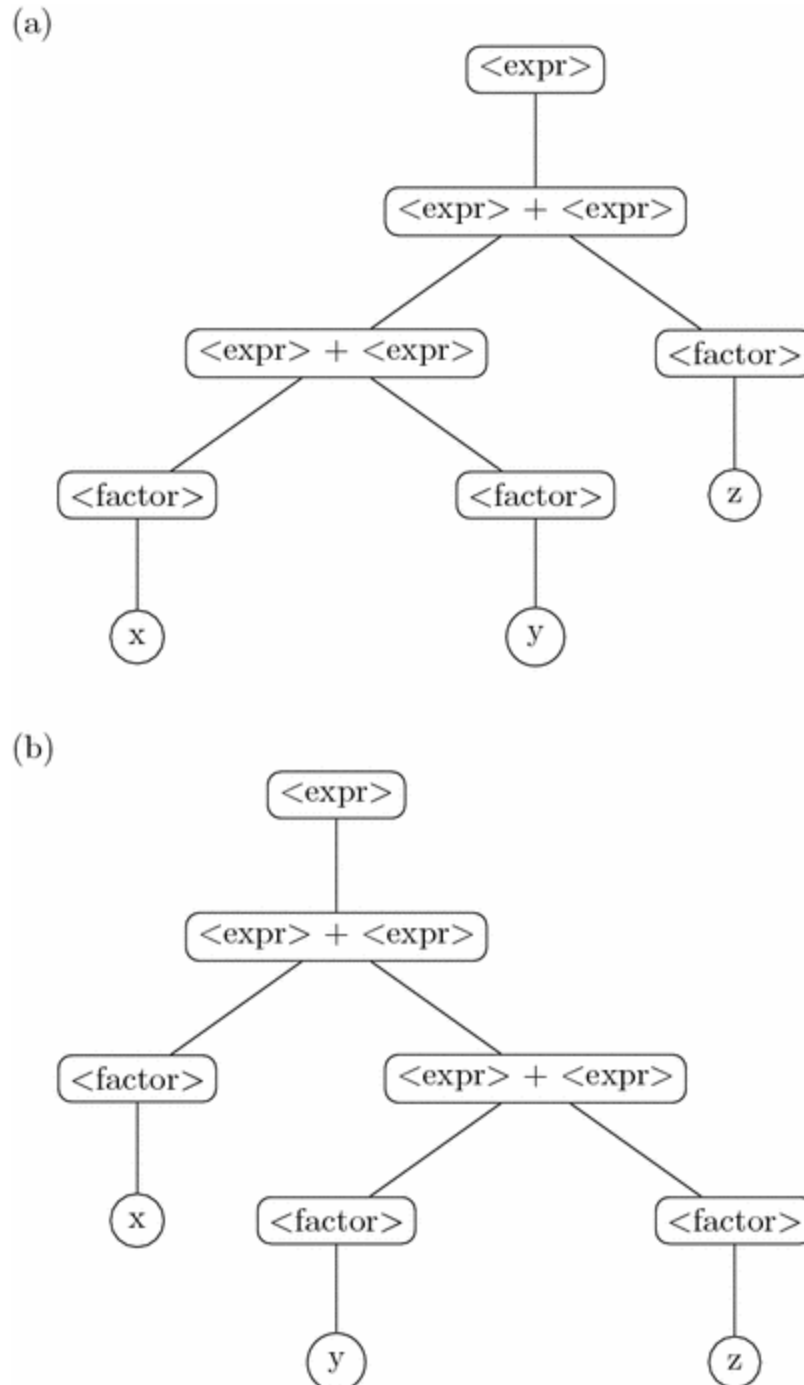 (a)
<expr>
<expr> + <expr>
<expr> + <expr> <factor>
<factor> <factor> z
x y
(b)
<expr>
<expr> + <expr>
<factor> <expr> + <expr>
x <factor> <factor>
y z